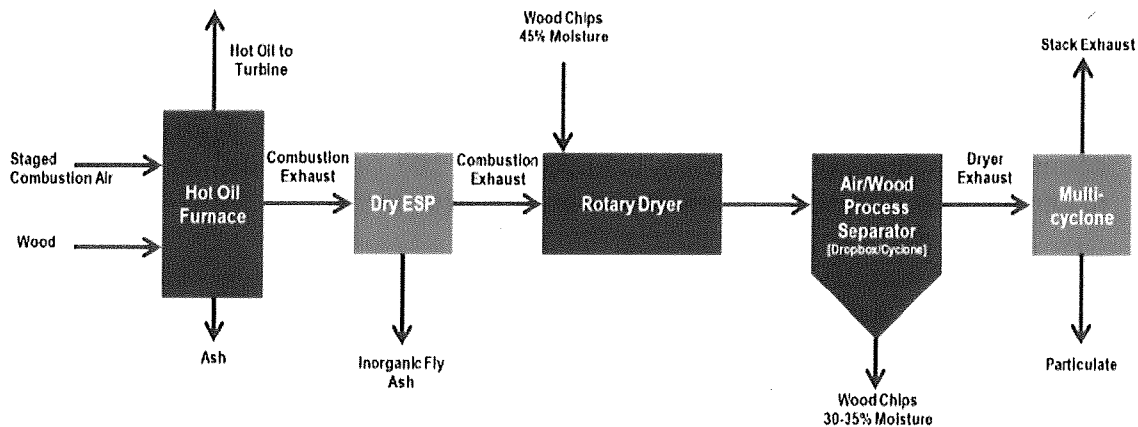 Wood Chips
45% Moisture
Stack Exhaust
Hot Oil to
Turbine
Staged
Combustion Air
Combustion
Exhaust
Combustion
Exhaust
Dryer
Exhaust
Hot Oil
Furnace
Dry ESP
Rotary Dryer
Air/Wood
Process
Separator
[Dropbox/Cyclone]
Multi-
cyclone
Wood
Ash
Inorganic Fly
Ash
Particulate
Wood Chips
30-35% Moisture